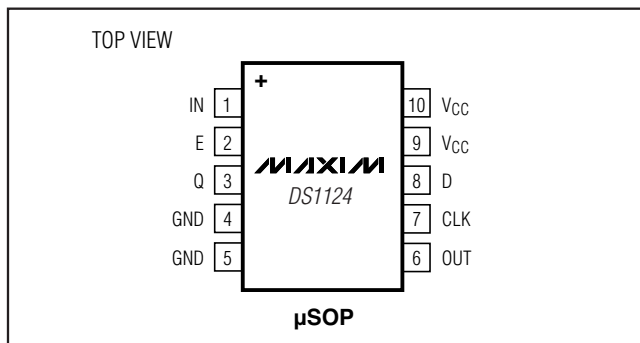 TOP VIEW
+
IN 1 10 VCC
E 2 9 VCC
Q 3 MAXIM 8 D
DS1124
GND 4 7 CLK
GND 5 6 OUT
µSOP